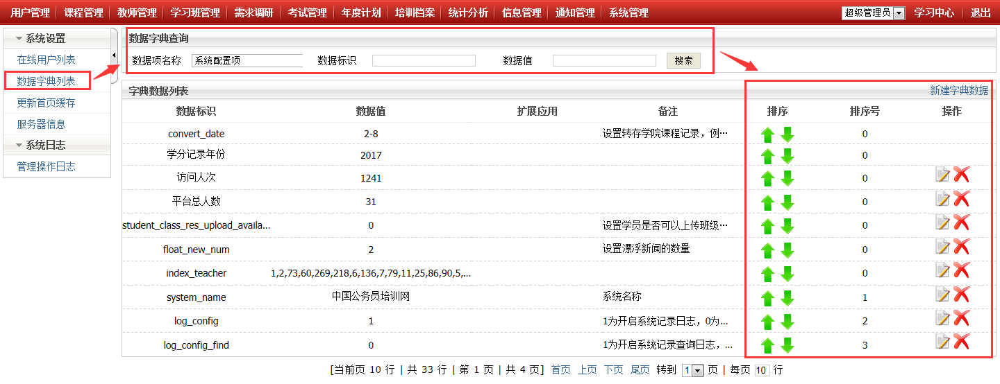 用户管理 课程管理 教师管理 学习班管理 需求调研 考试管理 年度计划 培训档案 统计分析 信息管理 通知管理 系统管理 超级管理员 学习中心 退出
系统设置
在线用户列表
数据字典列表
更新首页缓存
服务器信息
系统日志
管理操作日志
数据字典查询
数据项名称 系统配置项 数据标识 数据值 搜索
字典数据列表 新建字典数据
数据标识 数据值 扩展应用 备注 排序 排序号 操作
convert_date 2-8 设置转存学院课程记录，例… 0
学分记录年份 2017 0
访问人次 1241 0
平台总人数 31 0
student_class_res_upload_availa... 0 设置学员是否可以上传班级… 0
float_new_num 2 设置漂浮新闻的数量 0
index_teacher 1,2,73,60,269,218,6,136,7,79,11,25,86,90,5,... 0
system_name 中国公务员培训网 系统名称 1
log_config 1 1为开启系统记录日志，0为... 2
log_config_find 0 1为开启系统记录查询日志，... 3
[当前页 10 行 | 共 33 行 | 第 1 页 | 共 4 页] 首页 上页 下页 尾页 转到 1 页 | 每页 10 行